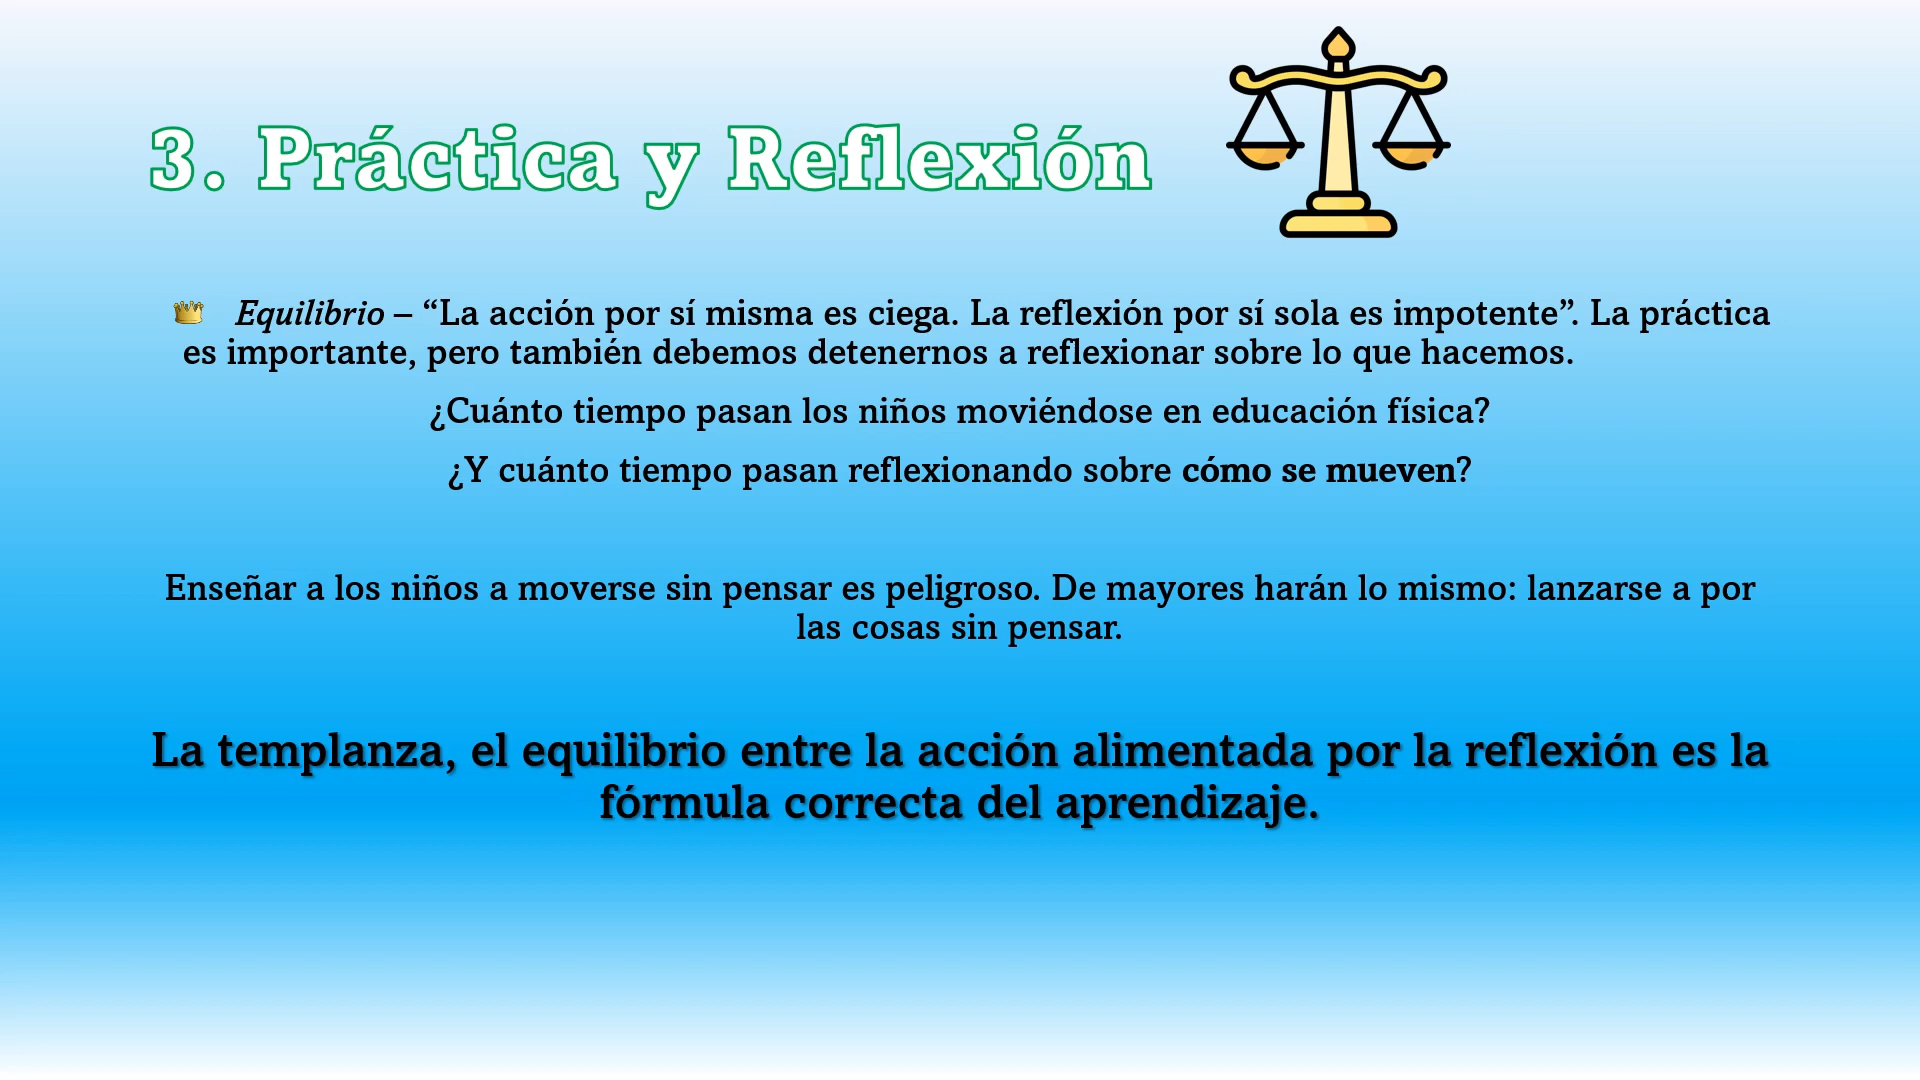 3. Práctica y Reflexión
Equilibrio – “La acción por sí misma es ciega. La reflexión por sí sola es impotente”. La práctica
es importante, pero también debemos detenernos a reflexionar sobre lo que hacemos.
¿Cuánto tiempo pasan los niños moviéndose en educación física?
¿Y cuánto tiempo pasan reflexionando sobre cómo se mueven?
Enseñar a los niños a moverse sin pensar es peligroso. De mayores harán lo mismo: lanzarse a por
las cosas sin pensar.
La templanza, el equilibrio entre la acción alimentada por la reflexión es la
fórmula correcta del aprendizaje.